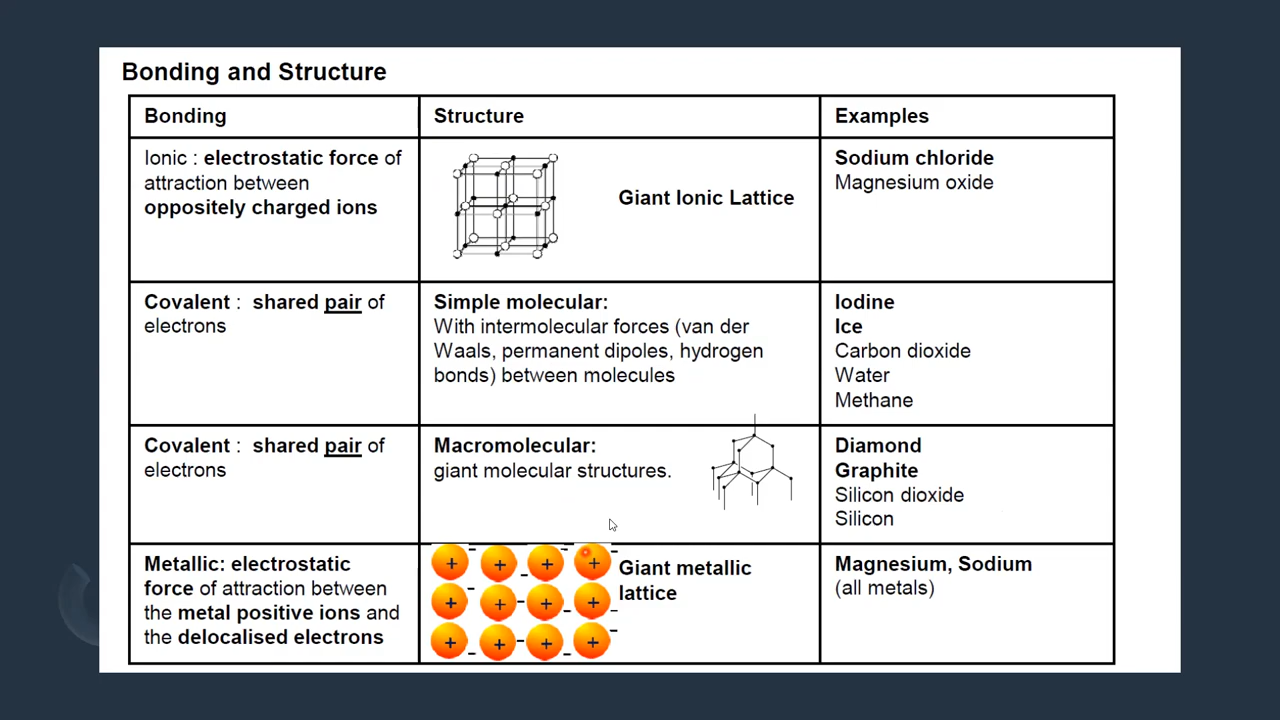 Bonding and Structure
Bonding
Structure
Examples
Ionic : electrostatic force of
attraction between
oppositely charged ions
Giant Ionic Lattice
Sodium chloride
Magnesium oxide
Covalent : shared pair of
electrons
Simple molecular:
With intermolecular forces (van der
Waals, permanent dipoles, hydrogen
bonds) between molecules
Iodine
Ice
Carbon dioxide
Water
Methane
Covalent : shared pair of
electrons
Macromolecular:
giant molecular structures.
Diamond
Graphite
Silicon dioxide
Silicon
Metallic: electrostatic
force of attraction between
the metal positive ions and
the delocalised electrons
+ + + +
+ + + +
+ + + +
Giant metallic
lattice
Magnesium, Sodium
(all metals)